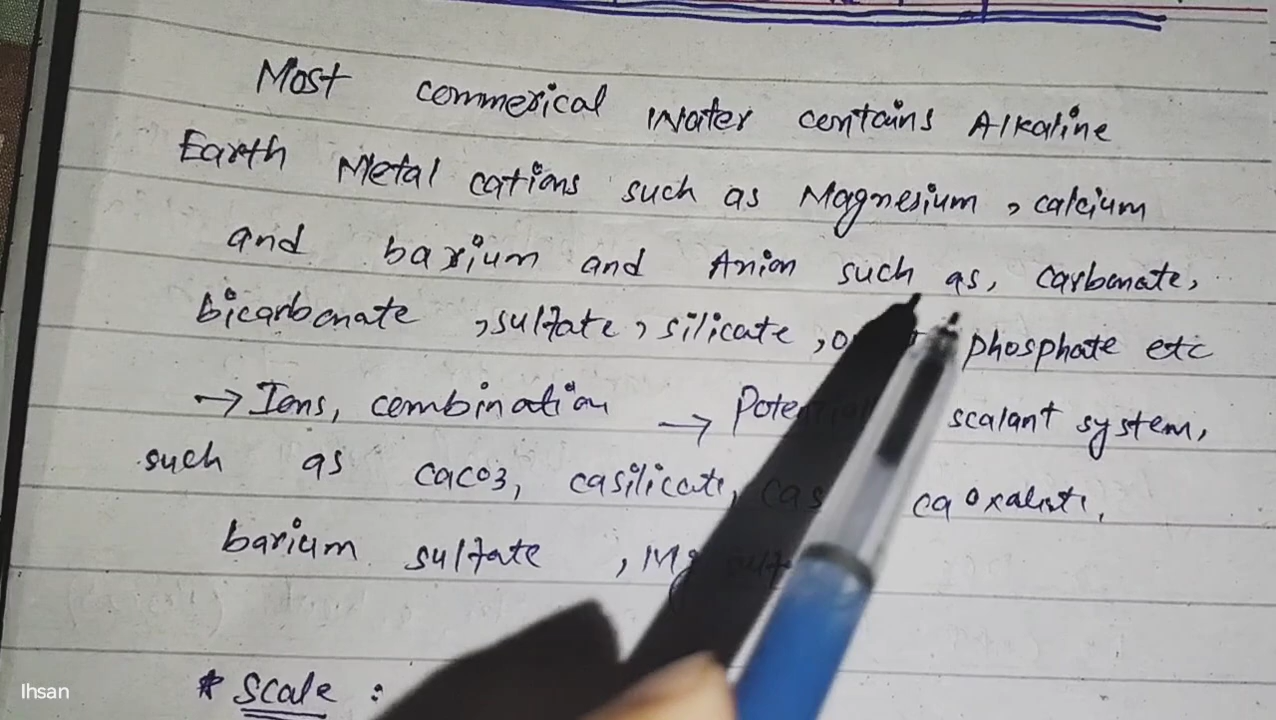 Most commerical Water contains Alkaline
Earth Metal cations such as Magnesium, calcium
and barium and Anion such as, carbonate,
bicarbonate, sulfate, silicate, phosphate etc
→ Ions, combination → scalant system,
such as caco3, casilicate, ca oxalate,
barium sulfate, Mg
* Scale :
Ihsan